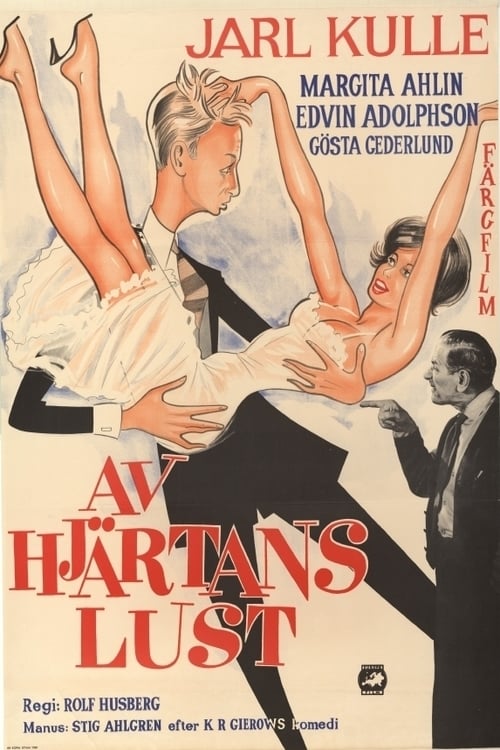 JARL KULLE
MARGITA AHLIN
EDVIN ADOLPHSON
GÖSTA CEDERLUND
FÄRGFILM
AV
HJÄRTANS
LUST
Regi: ROLF HUSBERG
Manus: STIG AHLGREN efter K R GIEROWS komedi